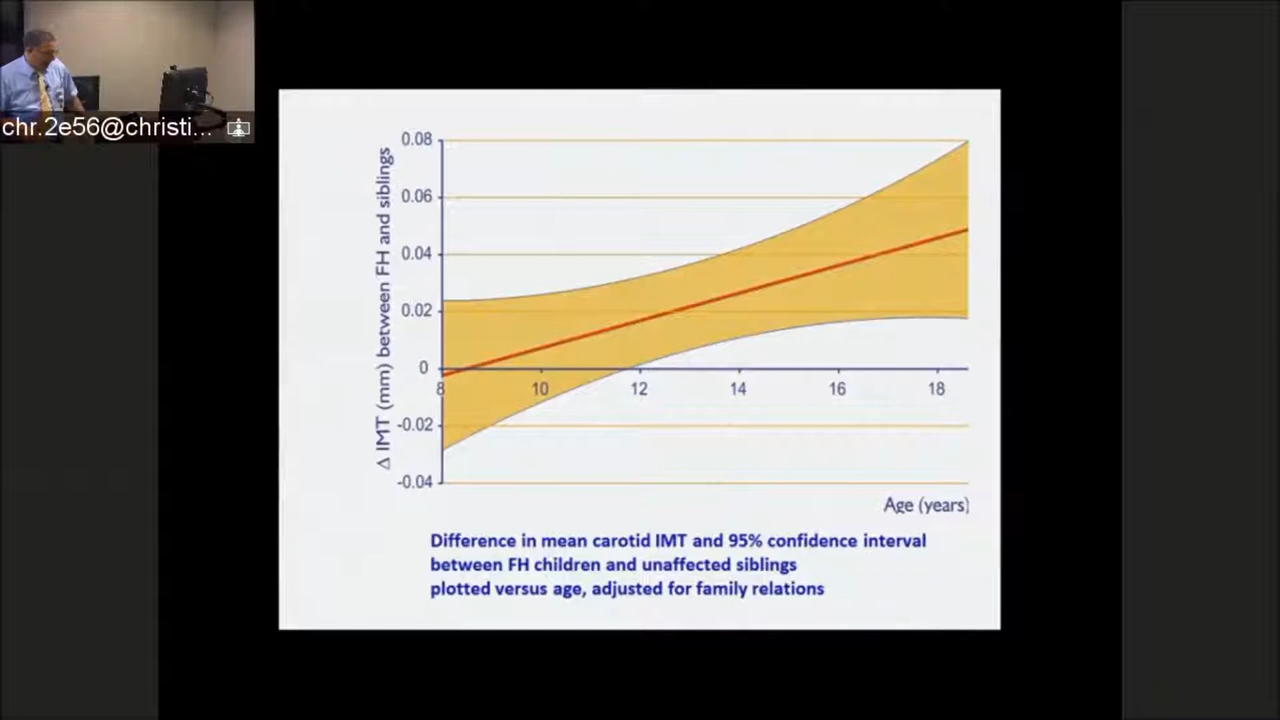 chr.2e56@christi...
Δ IMT (mm) between FH and siblings
0.08
0.06
0.04
0.02
0
-0.02
-0.04
8 10 12 14 16 18
Age (years)
Difference in mean carotid IMT and 95% confidence interval
between FH children and unaffected siblings
plotted versus age, adjusted for family relations